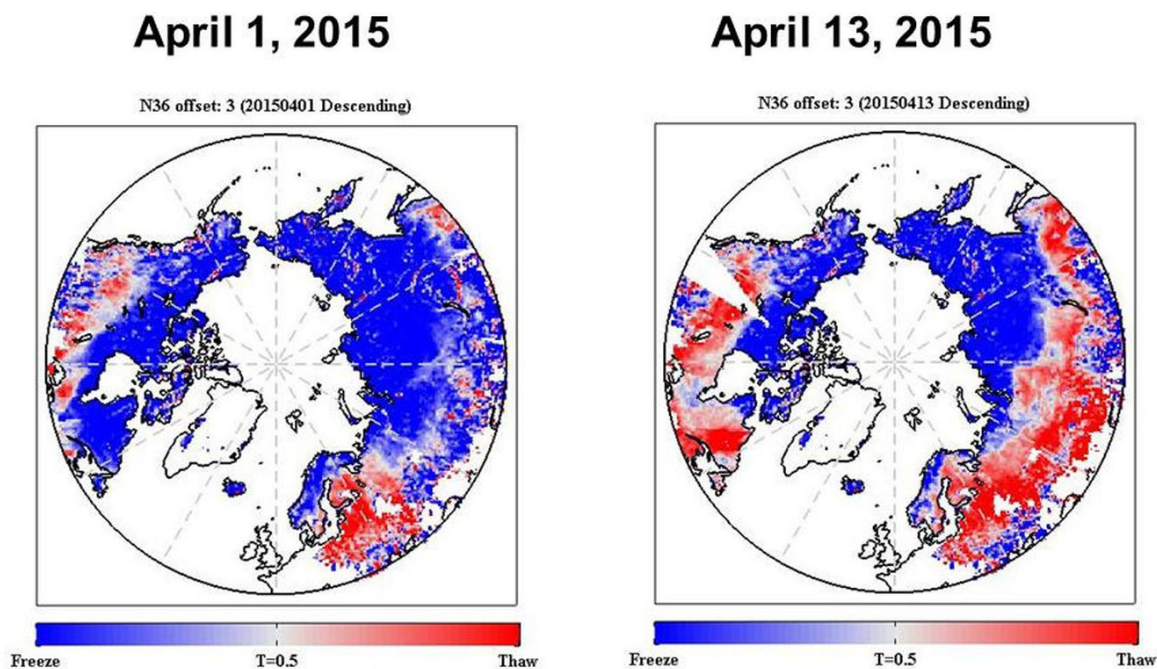 April 1, 2015
April 13, 2015
N36 offset: 3 (20150401 Descending)
N36 offset: 3 (20150413 Descending)
Freeze T=0.5 Thaw
Freeze T=0.5 Thaw